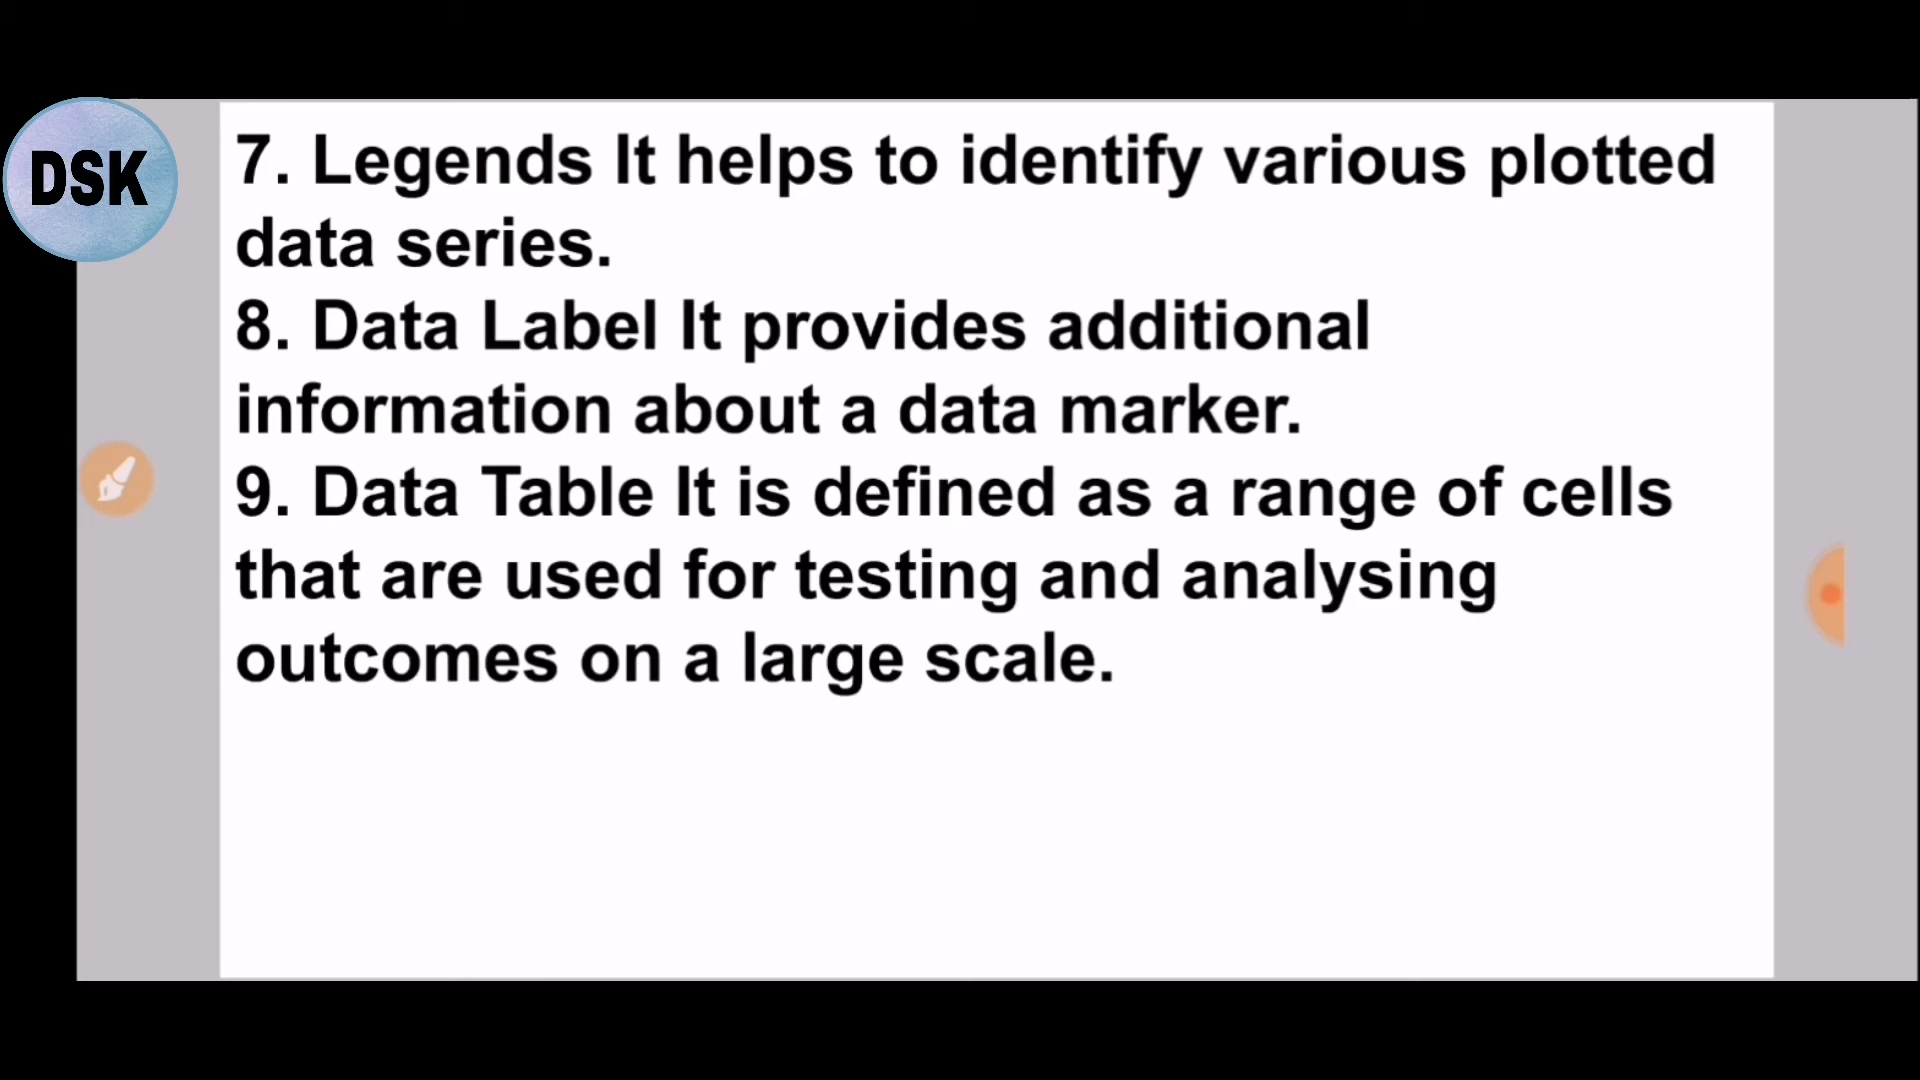 DSK
7. Legends It helps to identify various plotted
data series.
8. Data Label It provides additional
information about a data marker.
9. Data Table It is defined as a range of cells
that are used for testing and analysing
outcomes on a large scale.